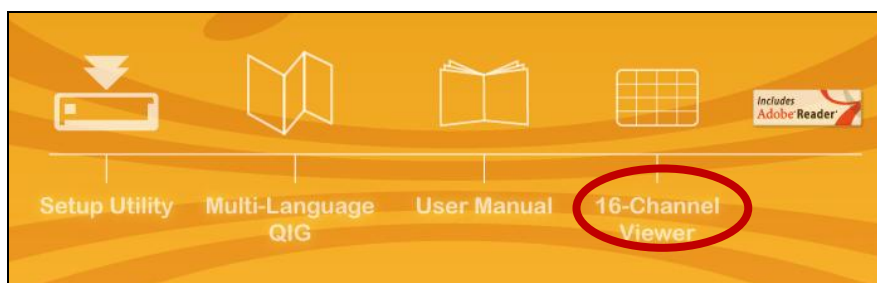 Includes
Adobe Reader
Setup Utility
Multi-Language
QIG
User Manual
16-Channel
Viewer